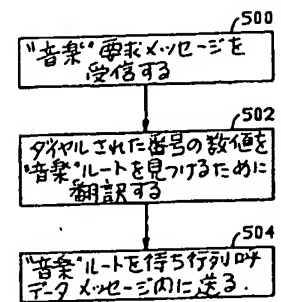 500
"音楽"要求メッセージを
受信する
502
ダイヤルされた番号の数値を
"音楽"ルートを見つけるために
翻訳する
504
"音楽"ルートを待ち行列呼
データメッセージ内に送る.